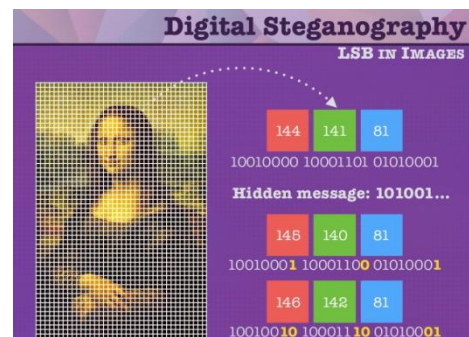 Digital Steganography
LSB IN IMAGES
144 141 81
10010000 10001101 01010001
Hidden message: 101001...
145 140 81
10010001 10001100 01010001
146 142 81
10010010 10001110 01010001